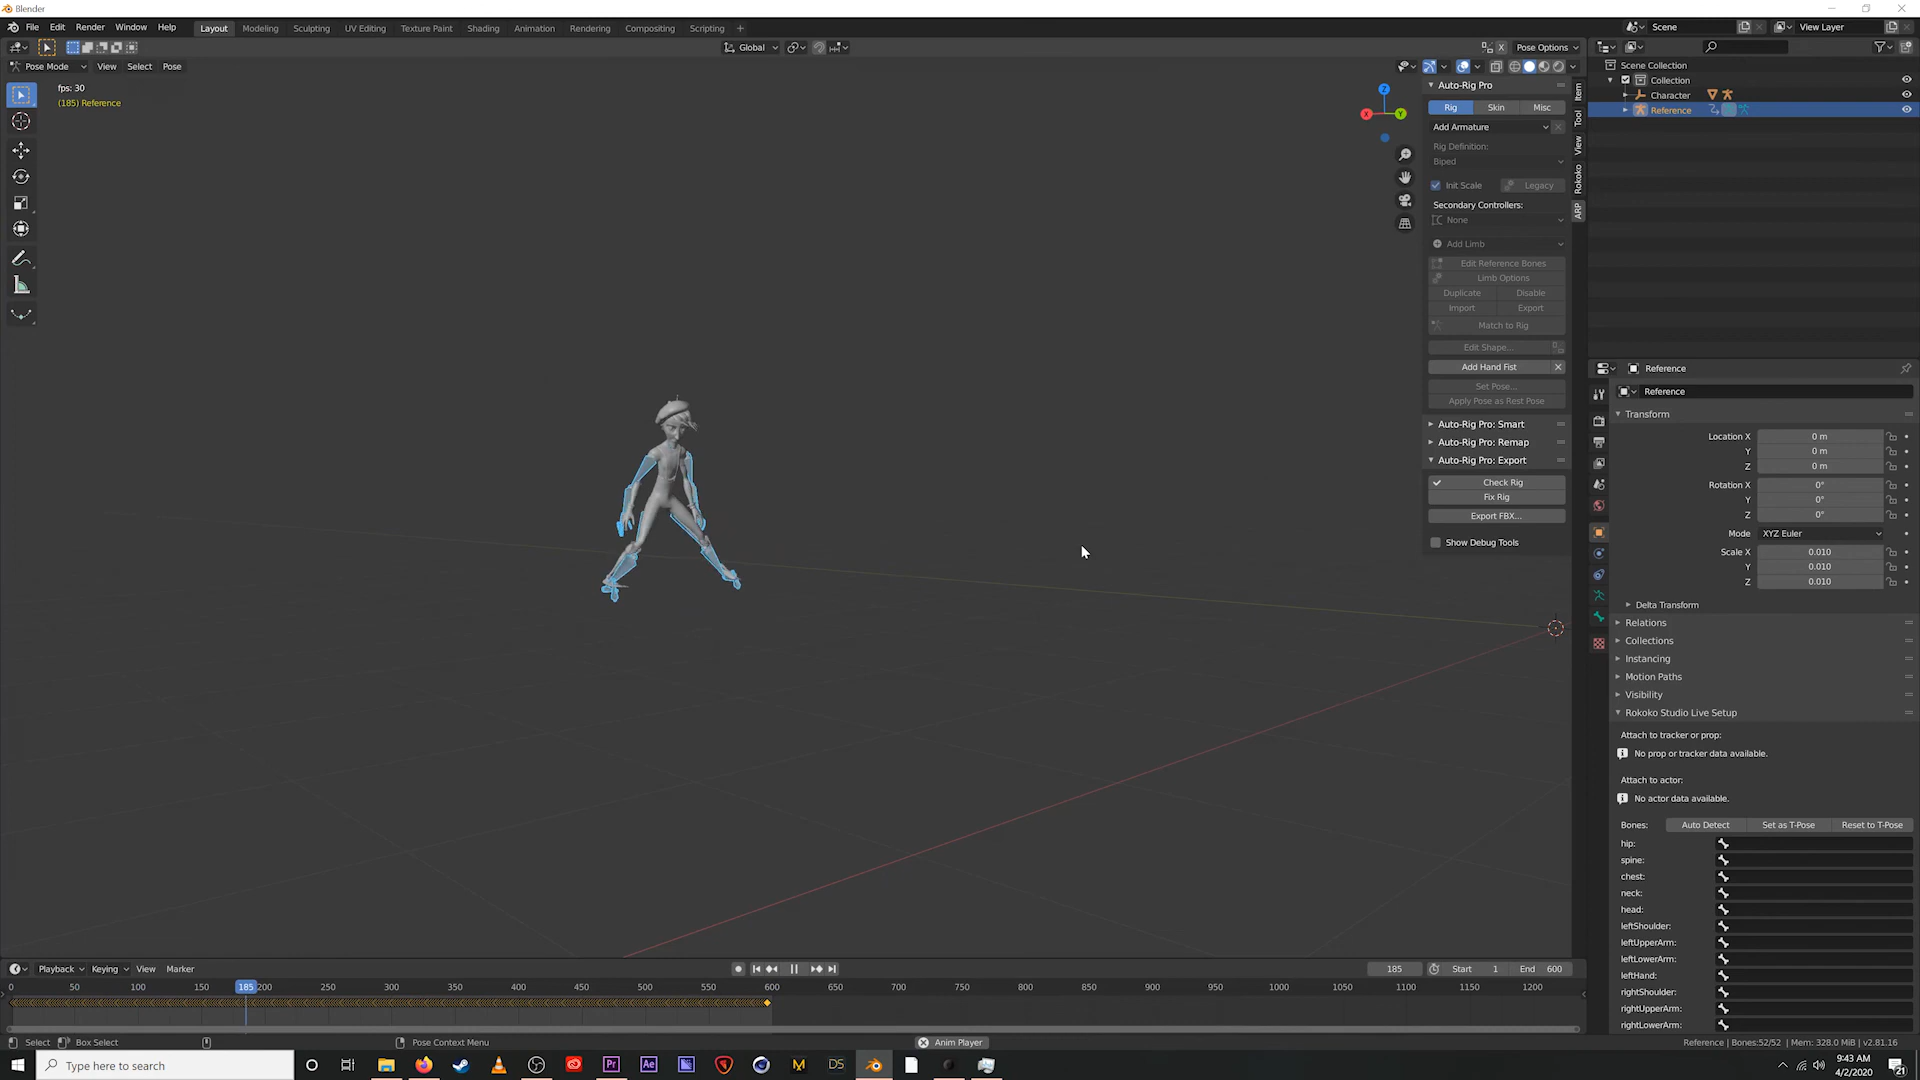 Blender
File Edit Render Window Help
Layout Modeling Sculpting UV Editing Texture Paint Shading Animation Rendering Compositing Scripting +
Scene
View Layer
Global
Pose Options
Pose Mode View Select Pose
fps: 30
(185) Reference
Z
X
Y
Item
Tool
View
Rokoko
ARP
Auto-Rig Pro
Rig Skin Misc
Add Armature
Rig Definition:
Biped
Init Scale Legacy
Secondary Controllers:
None
Add Limb
Edit Reference Bones
Limb Options
Duplicate Disable
Import Export
Match to Rig
Edit Shape...
Add Hand Fist
Set Pose...
Apply Pose as Rest Pose
Auto-Rig Pro: Smart
Auto-Rig Pro: Remap
Auto-Rig Pro: Export
Check Rig
Fix Rig
Export FBX...
Show Debug Tools
Scene Collection
Collection
Character
Reference
Reference
Reference
Transform
Location X 0 m
Y 0 m
Z 0 m
Rotation X 0°
Y 0°
Z 0°
Mode XYZ Euler
Scale X 0.010
Y 0.010
Z 0.010
Delta Transform
Relations
Collections
Instancing
Motion Paths
Visibility
Rokoko Studio Live Setup
Attach to tracker or prop:
No prop or tracker data available.
Attach to actor:
No actor data available.
Bones: Auto Detect Set as T-Pose Reset to T-Pose
hip:
spine:
chest:
neck:
head:
leftShoulder:
leftUpperArm:
leftLowerArm:
leftHand:
rightShoulder:
rightUpperArm:
rightLowerArm:
Playback Keying View Marker
185 Start 1 End 600
0 50 100 150 185 200 250 300 350 400 450 500 550 600 650 700 750 800 850 900 950 1000 1050 1100 1150 1200
Select Box Select Pose Context Menu Anim Player
Reference | Bones:52/52 | Mem: 328.0 MiB | v2.81.16
Type here to search
Pr
Ae
M
DS
9:43 AM
4/2/2020
21